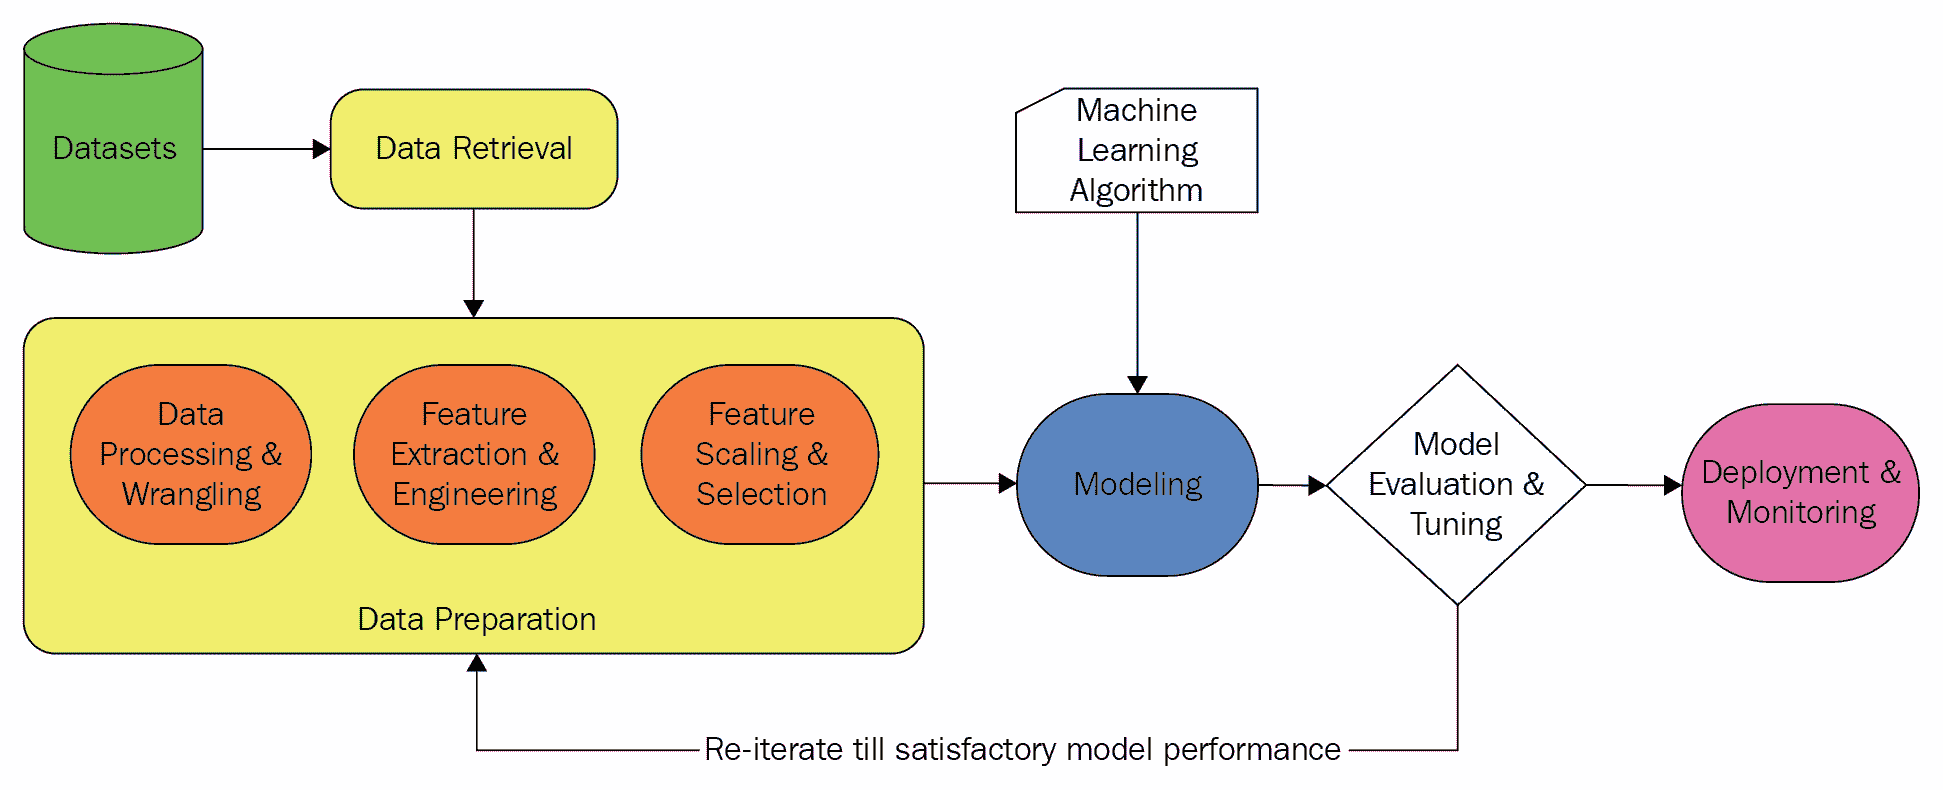 Datasets
Data Retrieval
Machine
Learning
Algorithm
Data
Processing &
Wrangling
Feature
Extraction &
Engineering
Feature
Scaling &
Selection
Data Preparation
Modeling
Model
Evaluation &
Tuning
Deployment &
Monitoring
Re-iterate till satisfactory model performance